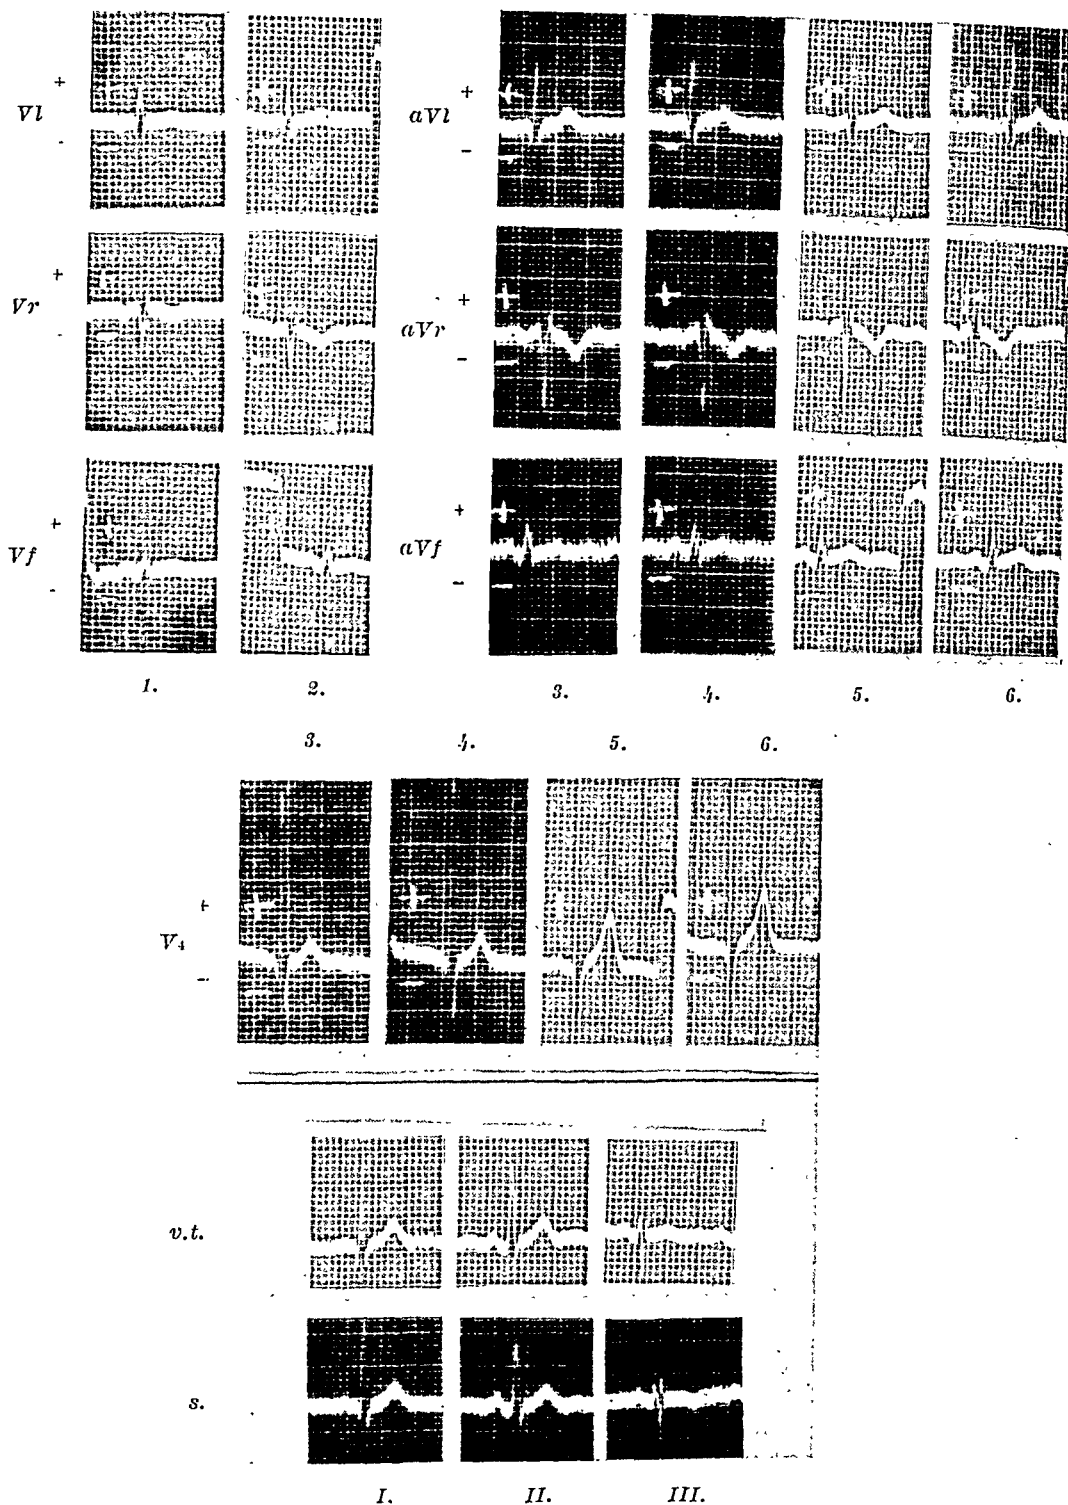 + +
Vl aVl
- −
+ +
Vr aVr
- −
+ +
Vf aVf
- −
1. 2. 3. 4. 5. 6.
3. 4. 5. 6.
+
V₄
−
v.t.
s.
I. II. III.